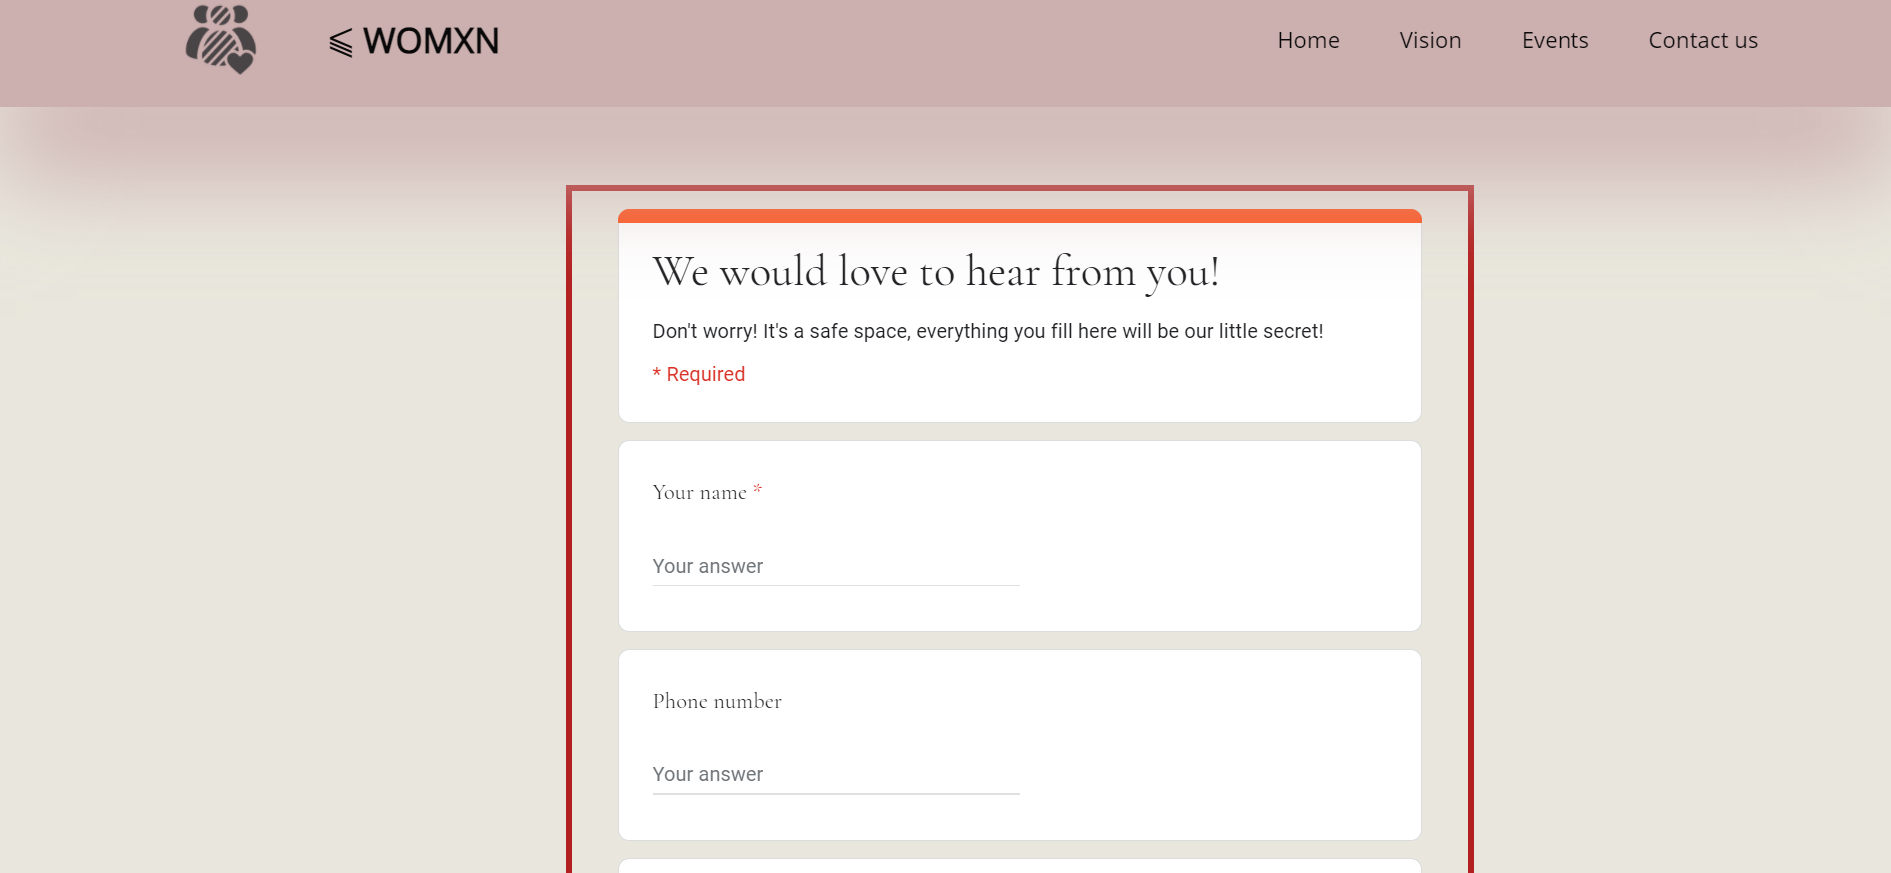 ⩽ WOMXN
Home Vision Events Contact us
We would love to hear from you!
Don't worry! It's a safe space, everything you fill here will be our little secret!
* Required
Your name *
Your answer
Phone number
Your answer